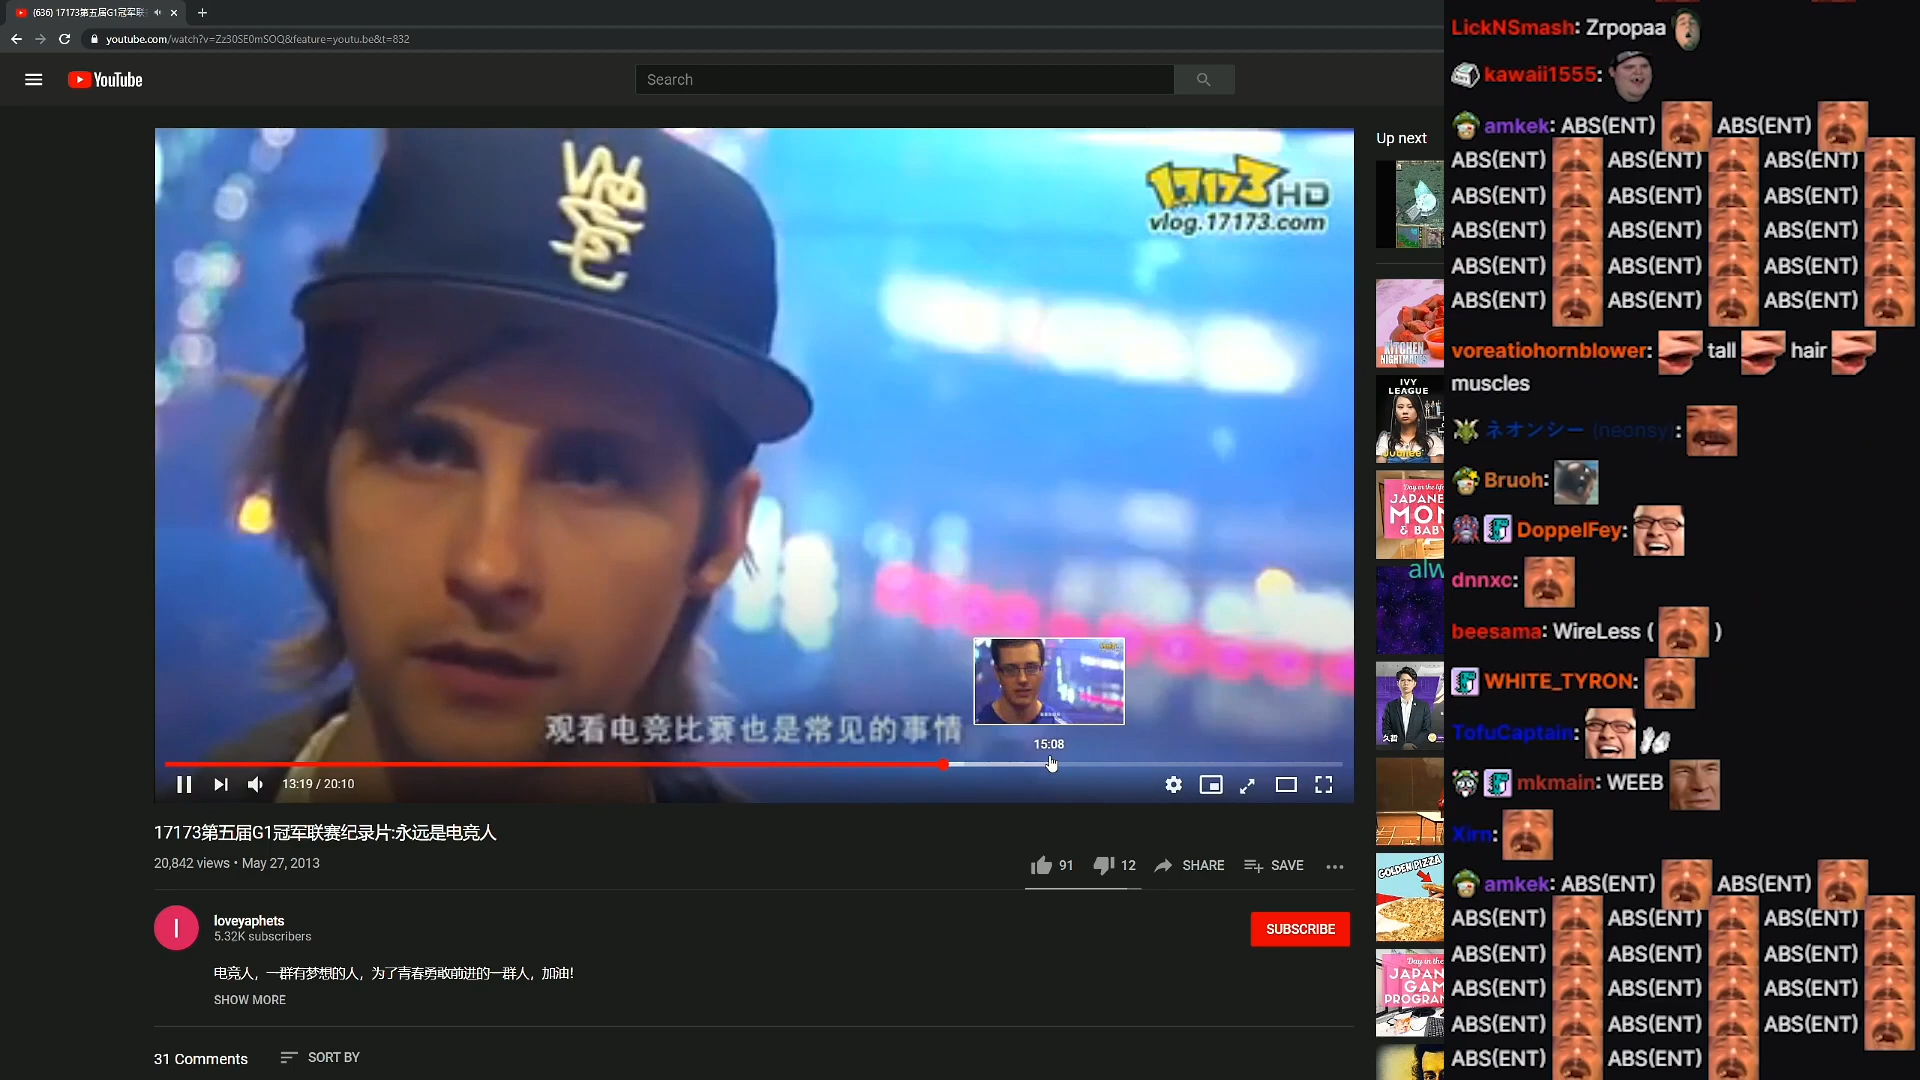 (636) 17173第五届G1冠军联
youtube.com/watch?v=Zz30SE0mSOQ&feature=youtu.be&t=832
YouTube
Search
17173HD
vlog.17173.com
观看电竞比赛也是常见的事情
15:08
13:19 / 20:10
17173第五届G1冠军联赛纪录片:永远是电竞人
20,842 views • May 27, 2013
91
12
SHARE
SAVE
loveyaphets
5.32K subscribers
SUBSCRIBE
电竞人，一群有梦想的人，为了青春勇敢前进的一群人，加油！
SHOW MORE
31 Comments
SORT BY
Up next
KITCHEN
NIGHTMARES
IVY
LEAGUE
Jubilee
Day in the life
JAPANE
MOM
& BABY
alw
久哲
GOLDEN PIZZA
Day in the
JAPAN
GAM
PROGRAM
LickNSmash: Zrpopaa
kawaii1555:
amkek: ABS(ENT) ABS(ENT)
ABS(ENT) ABS(ENT) ABS(ENT)
ABS(ENT) ABS(ENT) ABS(ENT)
ABS(ENT) ABS(ENT) ABS(ENT)
ABS(ENT) ABS(ENT) ABS(ENT)
ABS(ENT) ABS(ENT) ABS(ENT)
voreatiohornblower: tall hair
muscles
ネオンシー (neonsy):
Bruoh:
DoppelFey:
dnnxc:
beesama: WireLess ( )
WHITE_TYRON:
TofuCaptain:
mkmain: WEEB
Xirn:
amkek: ABS(ENT) ABS(ENT)
ABS(ENT) ABS(ENT) ABS(ENT)
ABS(ENT) ABS(ENT) ABS(ENT)
ABS(ENT) ABS(ENT) ABS(ENT)
ABS(ENT) ABS(ENT) ABS(ENT)
ABS(ENT) ABS(ENT)